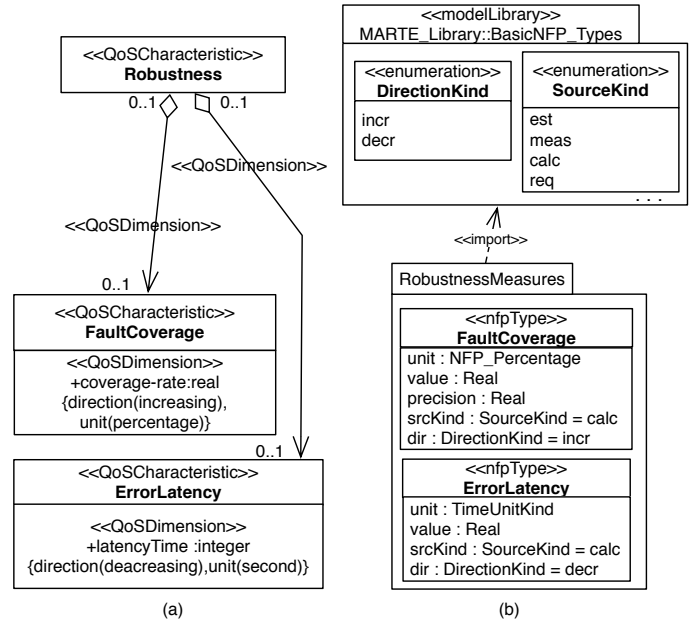 <<QoSCharacteristic>>
Robustness
0..1
0..1
<<QoSDimension>>
<<QoSDimension>>
0..1
<<QoSCharacteristic>>
FaultCoverage
<<QoSDimension>>
+coverage-rate:real
{direction(increasing),
unit(percentage)}
0..1
<<QoSCharacteristic>>
ErrorLatency
<<QoSDimension>>
+latencyTime :integer
{direction(deacreasing),unit(second)}
(a)
<<modelLibrary>>
MARTE_Library::BasicNFP_Types
<<enumeration>>
DirectionKind
incr
decr
<<enumeration>>
SourceKind
est
meas
calc
req
. . .
<<import>>
RobustnessMeasures
<<nfpType>>
FaultCoverage
unit : NFP_Percentage
value : Real
precision : Real
srcKind : SourceKind = calc
dir : DirectionKind = incr
<<nfpType>>
ErrorLatency
unit : TimeUnitKind
value : Real
srcKind : SourceKind = calc
dir : DirectionKind = decr
(b)